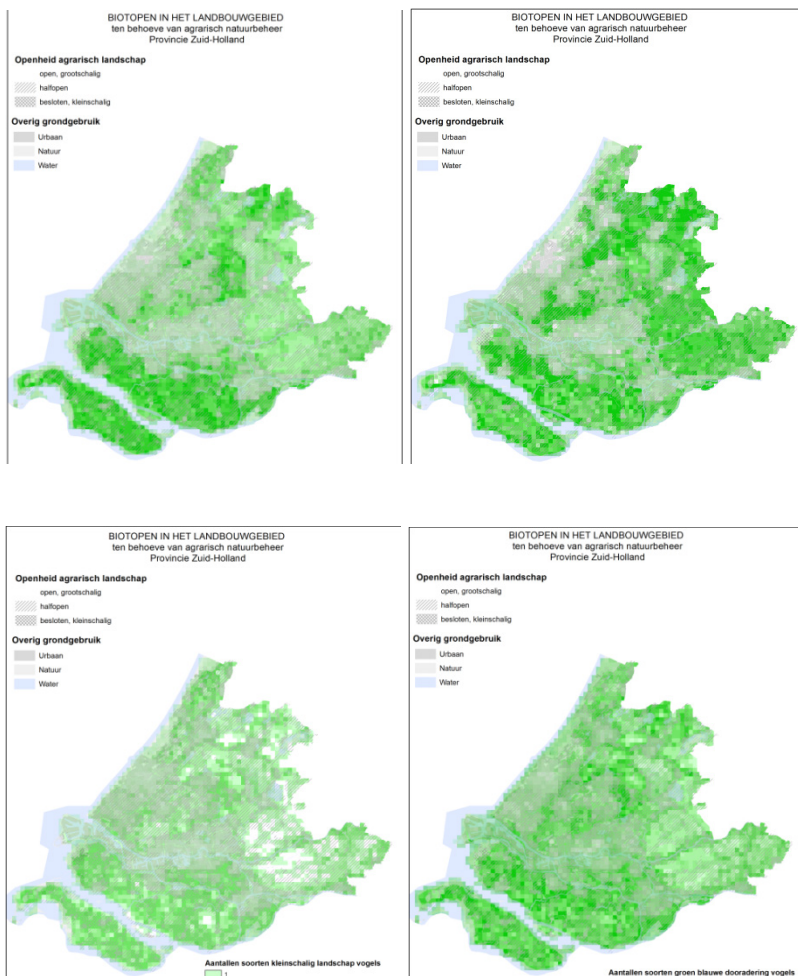 BIOTOPEN IN HET LANDBOUWGEBIED
ten behoeve van agrarisch natuurbeheer
Provincie Zuid-Holland
Openheid agrarisch landschap
open, grootschalig
halfopen
besloten, kleinschalig
Overig grondgebruik
Urbaan
Natuur
Water
BIOTOPEN IN HET LANDBOUWGEBIED
ten behoeve van agrarisch natuurbeheer
Provincie Zuid-Holland
Openheid agrarisch landschap
open, grootschalig
halfopen
besloten, kleinschalig
Overig grondgebruik
Urbaan
Natuur
Water
BIOTOPEN IN HET LANDBOUWGEBIED
ten behoeve van agrarisch natuurbeheer
Provincie Zuid-Holland
Openheid agrarisch landschap
open, grootschalig
halfopen
besloten, kleinschalig
Overig grondgebruik
Urbaan
Natuur
Water
Aantallen soorten kleinschalig landschap vogels
1
BIOTOPEN IN HET LANDBOUWGEBIED
ten behoeve van agrarisch natuurbeheer
Provincie Zuid-Holland
Openheid agrarisch landschap
open, grootschalig
halfopen
besloten, kleinschalig
Overig grondgebruik
Urbaan
Natuur
Water
Aantallen soorten groen blauwe dooradering vogels